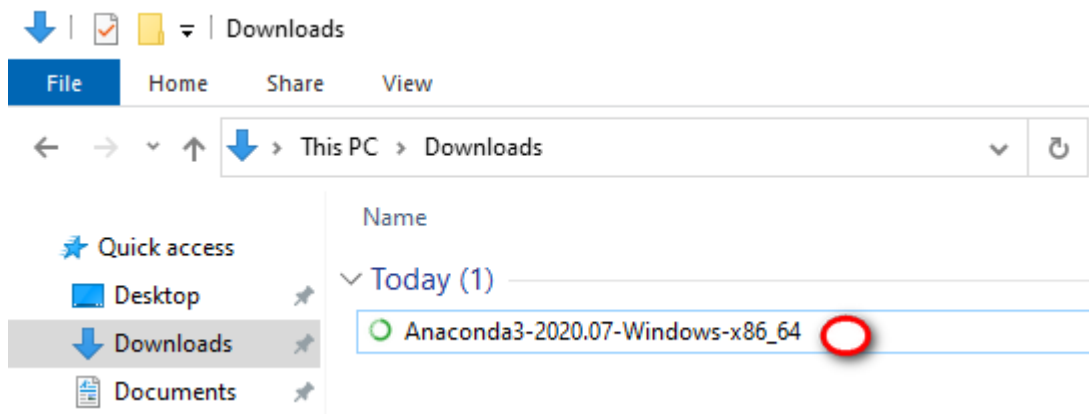 Downloads
File Home Share View
This PC > Downloads
Name
Quick access
Today (1)
Desktop
Anaconda3-2020.07-Windows-x86_64
Downloads
Documents